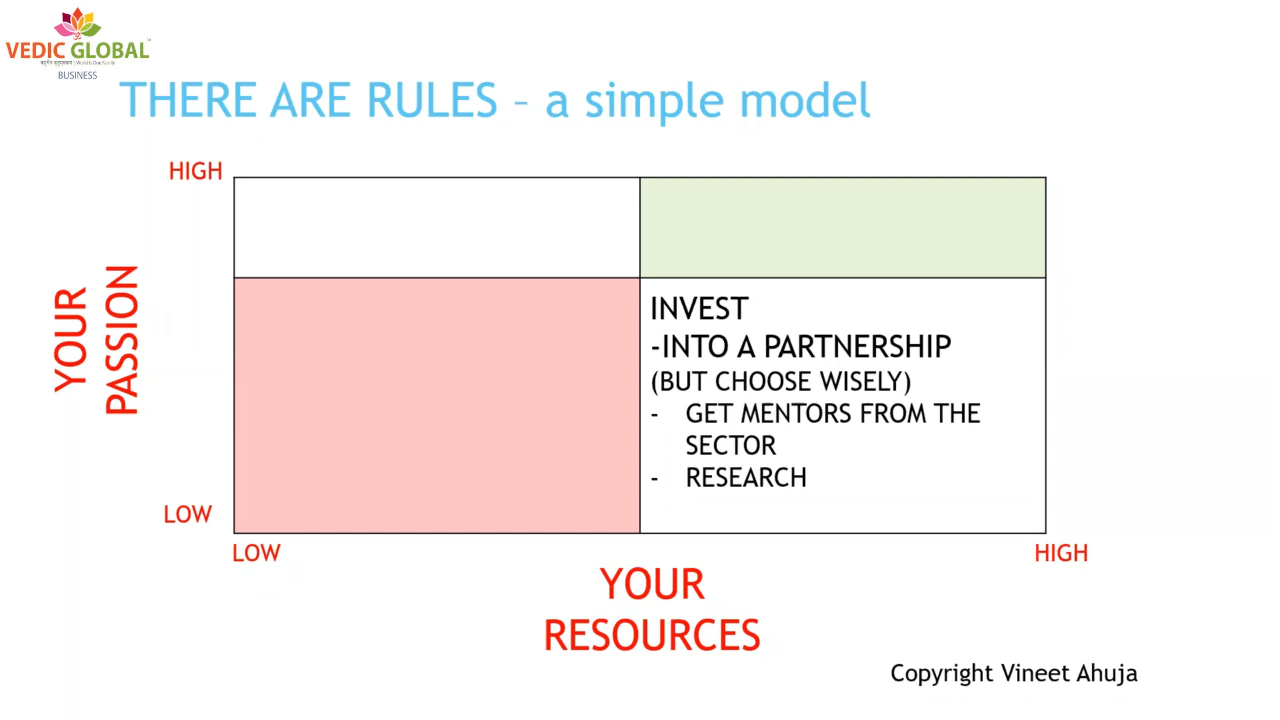 VEDIC GLOBAL
BUSINESS
THERE ARE RULES – a simple model
HIGH
YOUR
PASSION
INVEST
-INTO A PARTNERSHIP
(BUT CHOOSE WISELY)
- GET MENTORS FROM THE
SECTOR
- RESEARCH
LOW
LOW
HIGH
YOUR
RESOURCES
Copyright Vineet Ahuja